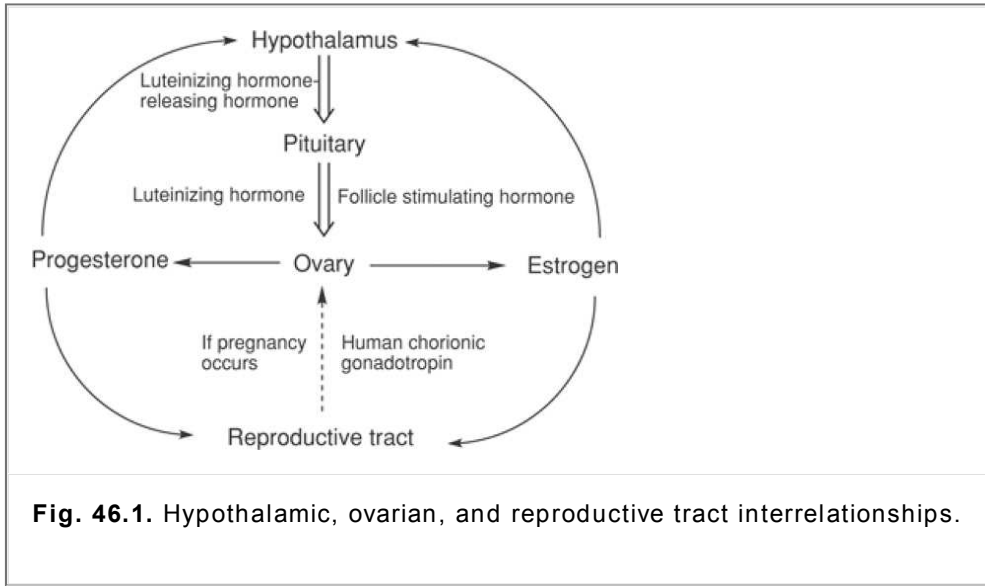 Hypothalamus
Luteinizing hormone-
releasing hormone
Pituitary
Luteinizing hormone
Follicle stimulating hormone
Progesterone
Ovary
Estrogen
If pregnancy
occurs
Human chorionic
gonadotropin
Reproductive tract
Fig. 46.1. Hypothalamic, ovarian, and reproductive tract interrelationships.